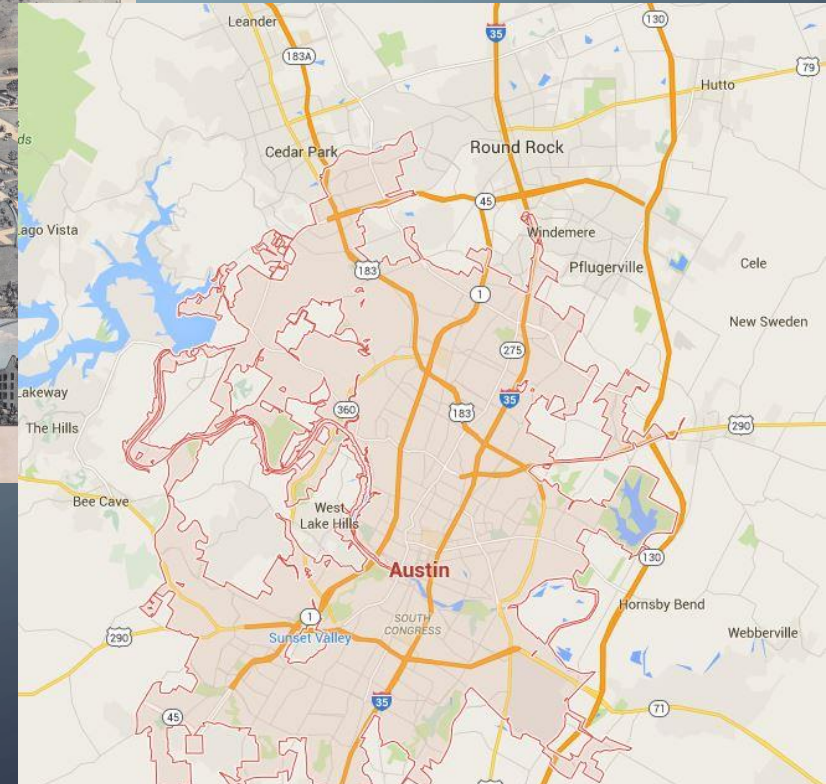 Leander
35
130
183A
79
Hutto
Cedar Park
Round Rock
45
Lago Vista
Windemere
183
Pflugerville
Cele
1
New Sweden
275
Lakeway
360
35
183
The Hills
290
Bee Cave
West
Lake Hills
130
Austin
Hornsby Bend
1
SOUTH
CONGRESS
Webberville
290
Sunset Valley
35
71
45